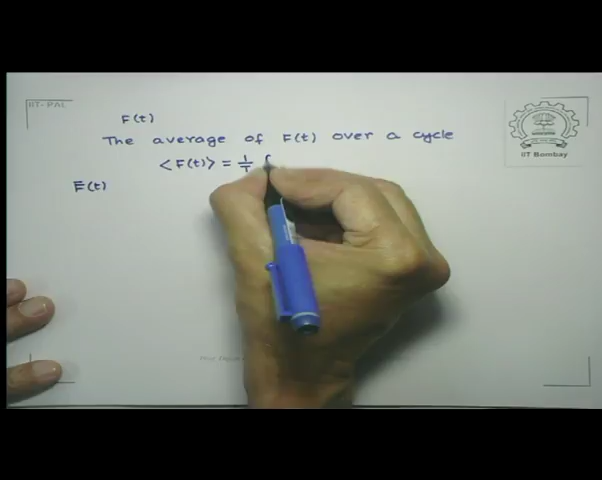 IIT- PAL
F(t)
The average of F(t) over a cycle
<F(t)> = 1/T ∫
F(t)
IIT Bombay